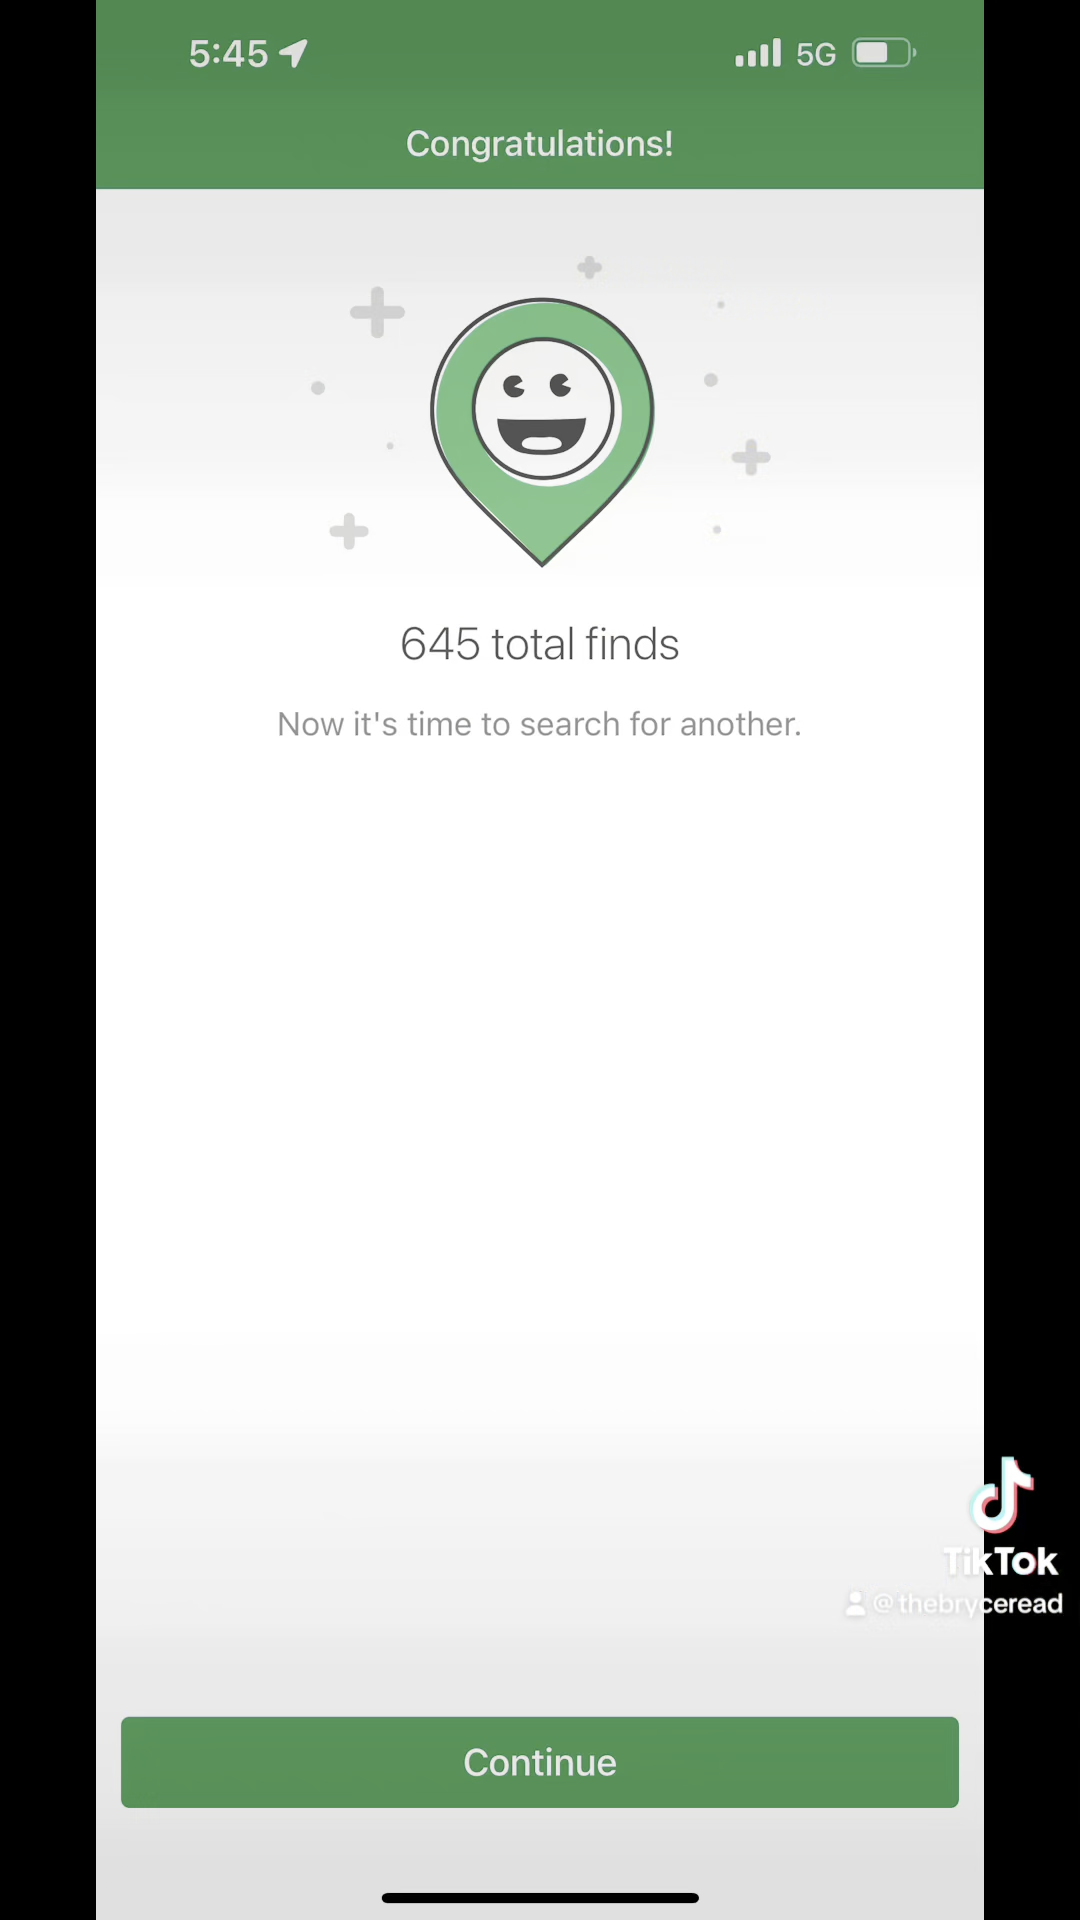 5:45
5G
Congratulations!
645 total finds
Now it's time to search for another.
TikTok
@thebryceread
Continue